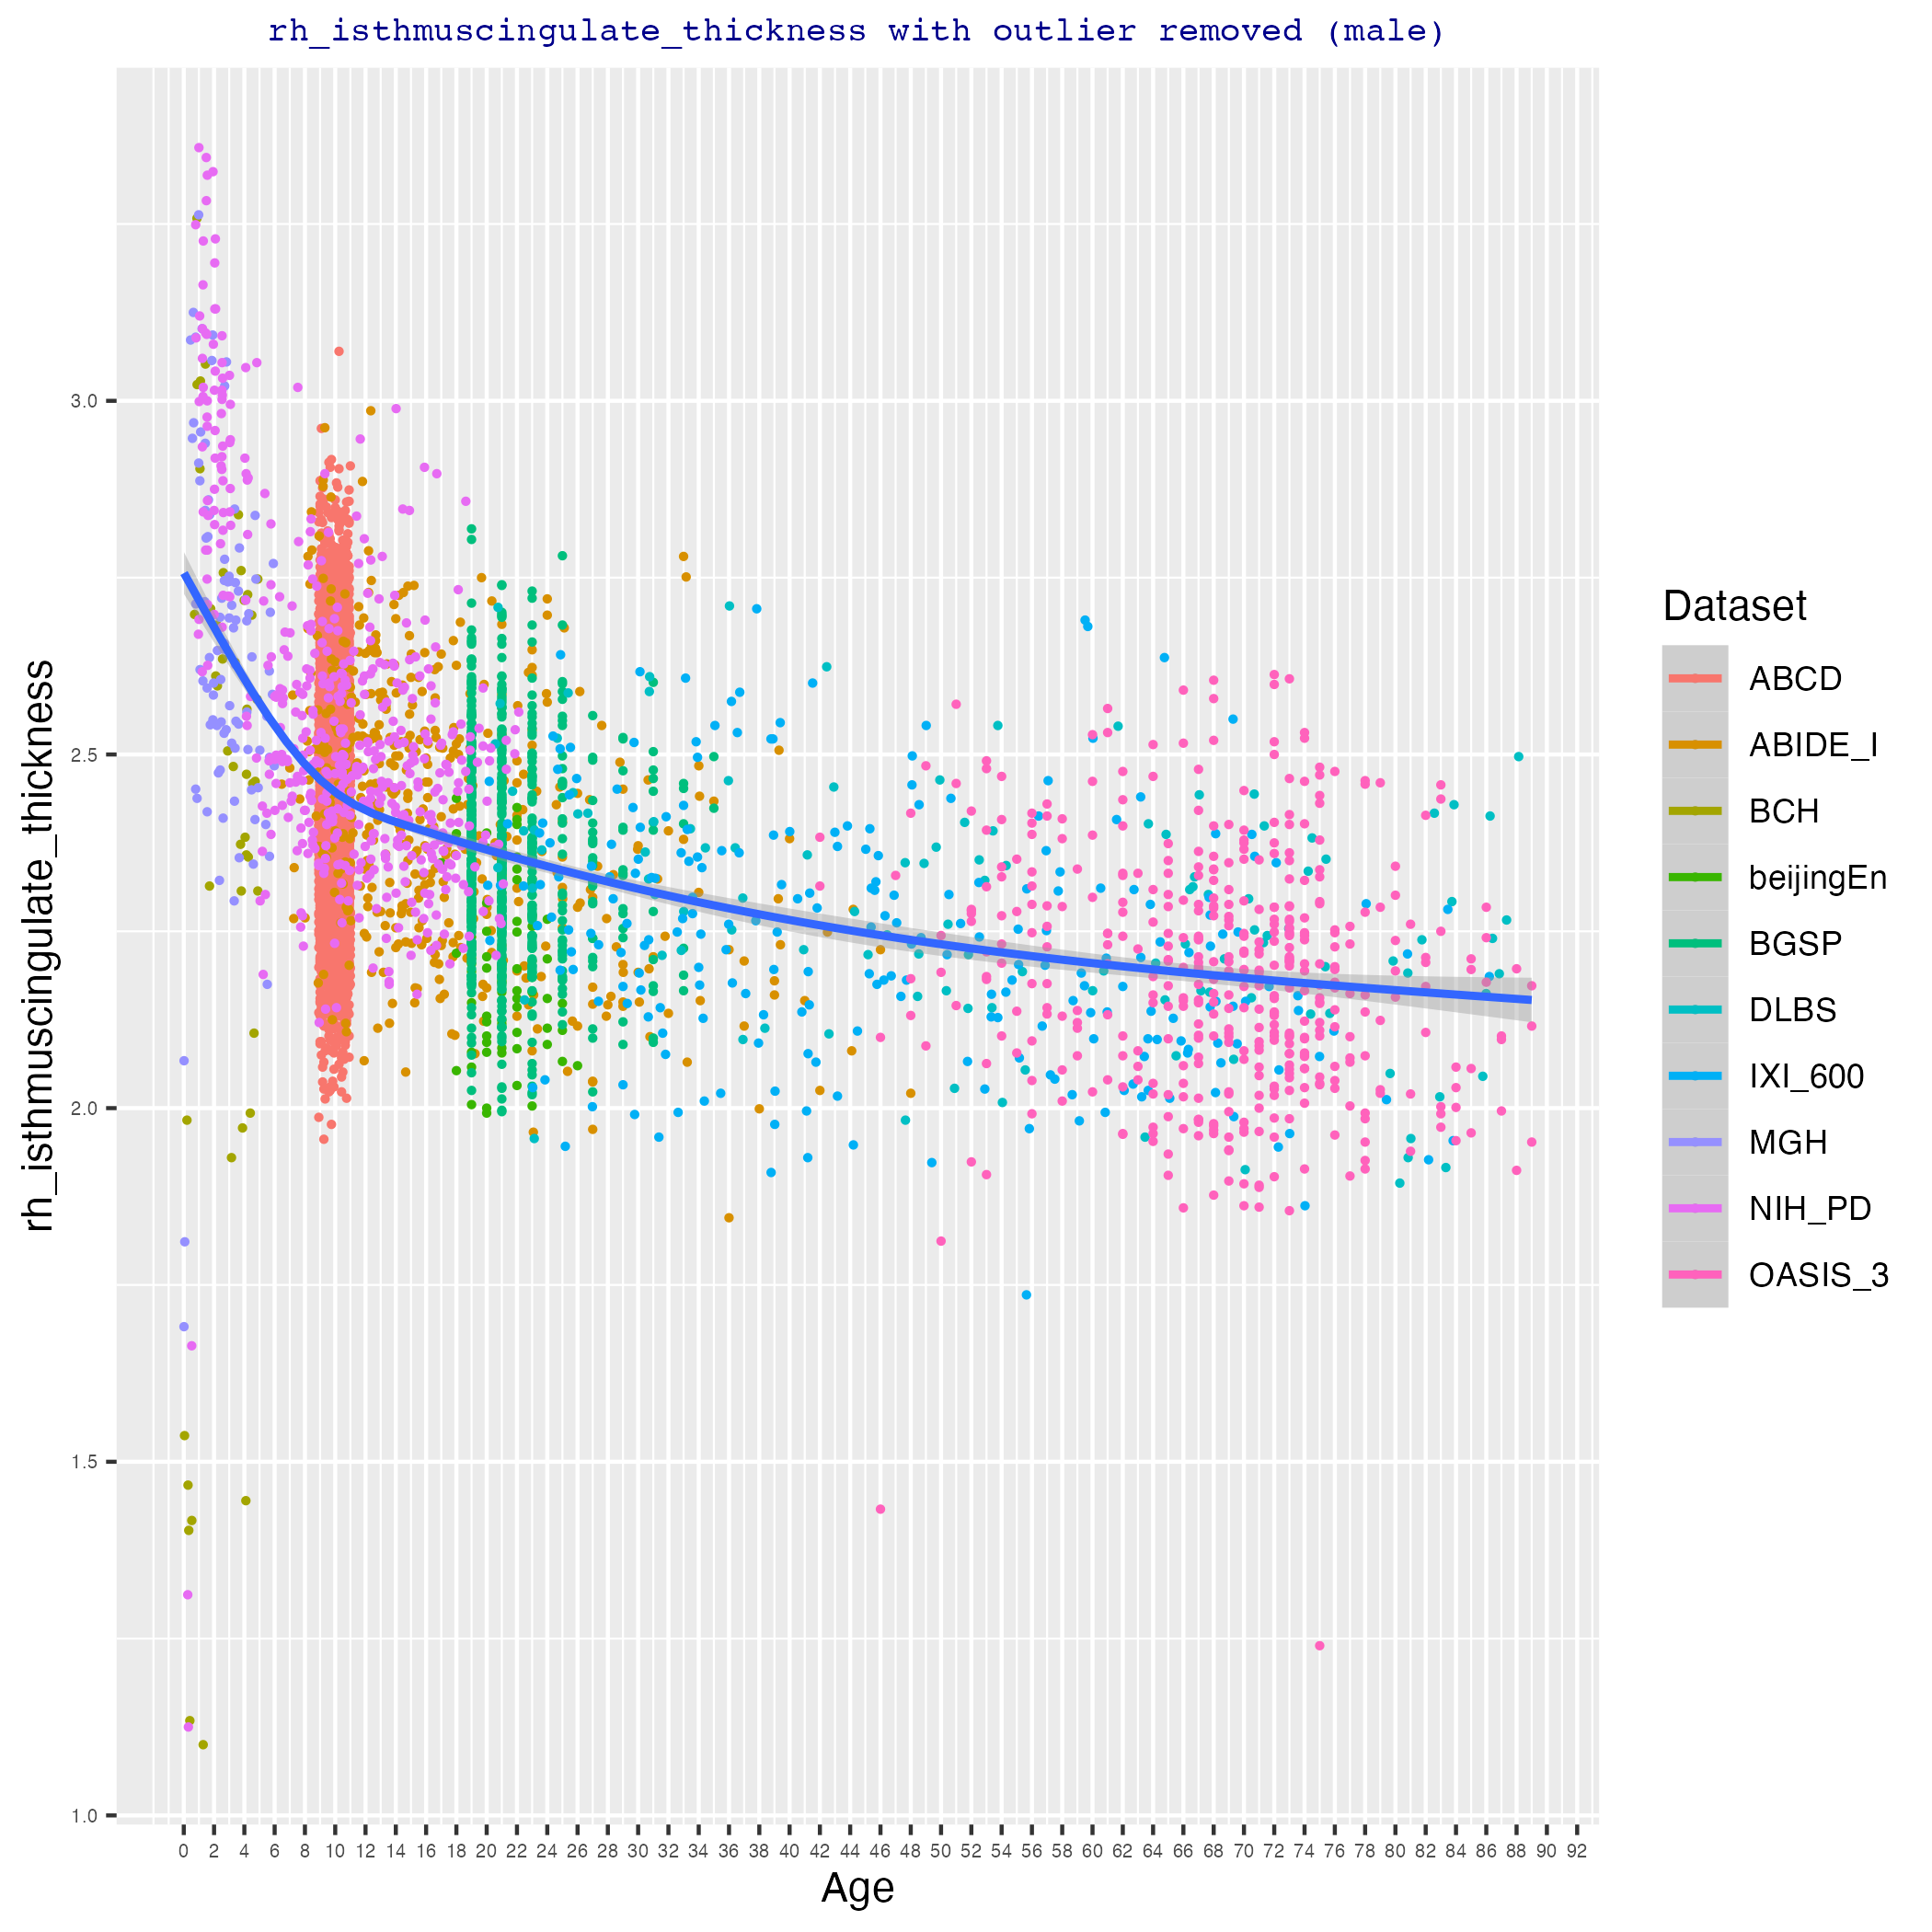 rh_isthmuscingulate_thickness with outlier removed (male)
rh_isthmuscingulate_thickness
3.0
2.5
2.0
1.5
1.0
0 2 4 6 8 10 12 14 16 18 20 22 24 26 28 30 32 34 36 38 40 42 44 46 48 50 52 54 56 58 60 62 64 66 68 70 72 74 76 78 80 82 84 86 88 90 92
Age
Dataset
ABCD
ABIDE_I
BCH
beijingEn
BGSP
DLBS
IXI_600
MGH
NIH_PD
OASIS_3